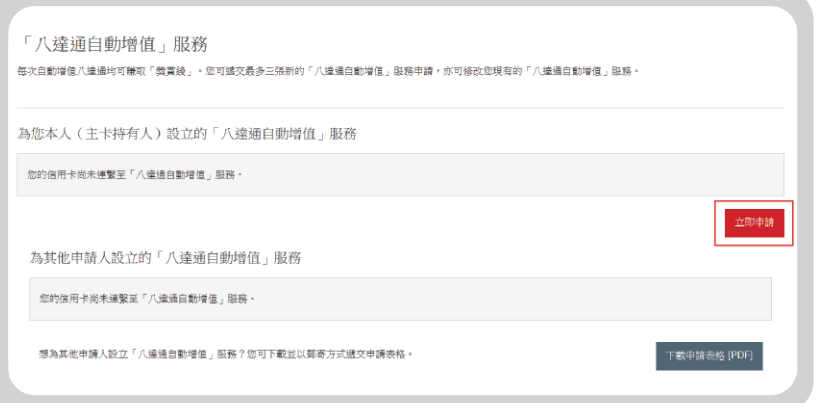 「八達通自動增值」服務
每次自動增值八達通均可賺取「獎賞錢」。您可遞交最多三張新的「八達通自動增值」服務申請，亦可修改您現有的「八達通自動增值」服務。
為您本人（主卡持有人）設立的「八達通自動增值」服務
您的信用卡尚未連繫至「八達通自動增值」服務。
立即申請
為其他申請人設立的「八達通自動增值」服務
您的信用卡尚未連繫至「八達通自動增值」服務。
想為其他申請人設立「八達通自動增值」服務？您可下載並以郵寄方式遞交申請表格。
下載申請表格 [PDF]